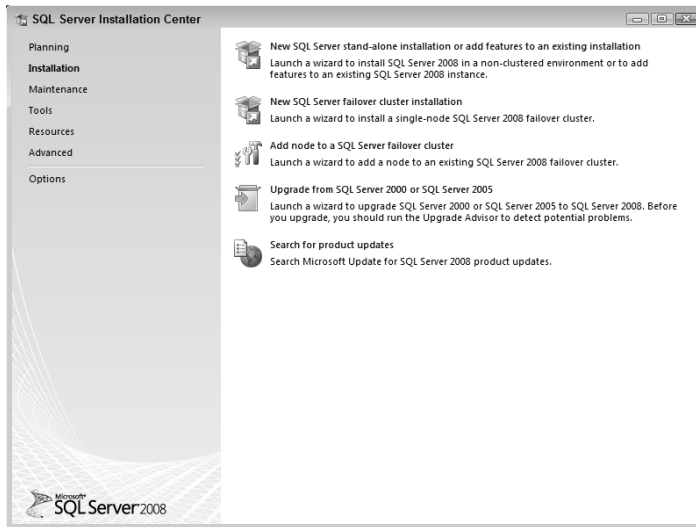 SQL Server Installation Center
Planning
Installation
Maintenance
Tools
Resources
Advanced
Options
New SQL Server stand-alone installation or add features to an existing installation
Launch a wizard to install SQL Server 2008 in a non-clustered environment or to add
features to an existing SQL Server 2008 instance.
New SQL Server failover cluster installation
Launch a wizard to install a single-node SQL Server 2008 failover cluster.
Add node to a SQL Server failover cluster
Launch a wizard to add a node to an existing SQL Server 2008 failover cluster.
Upgrade from SQL Server 2000 or SQL Server 2005
Launch a wizard to upgrade SQL Server 2000 or SQL Server 2005 to SQL Server 2008. Before
you upgrade, you should run the Upgrade Advisor to detect potential problems.
Search for product updates
Search Microsoft Update for SQL Server 2008 product updates.
Microsoft
SQL Server 2008